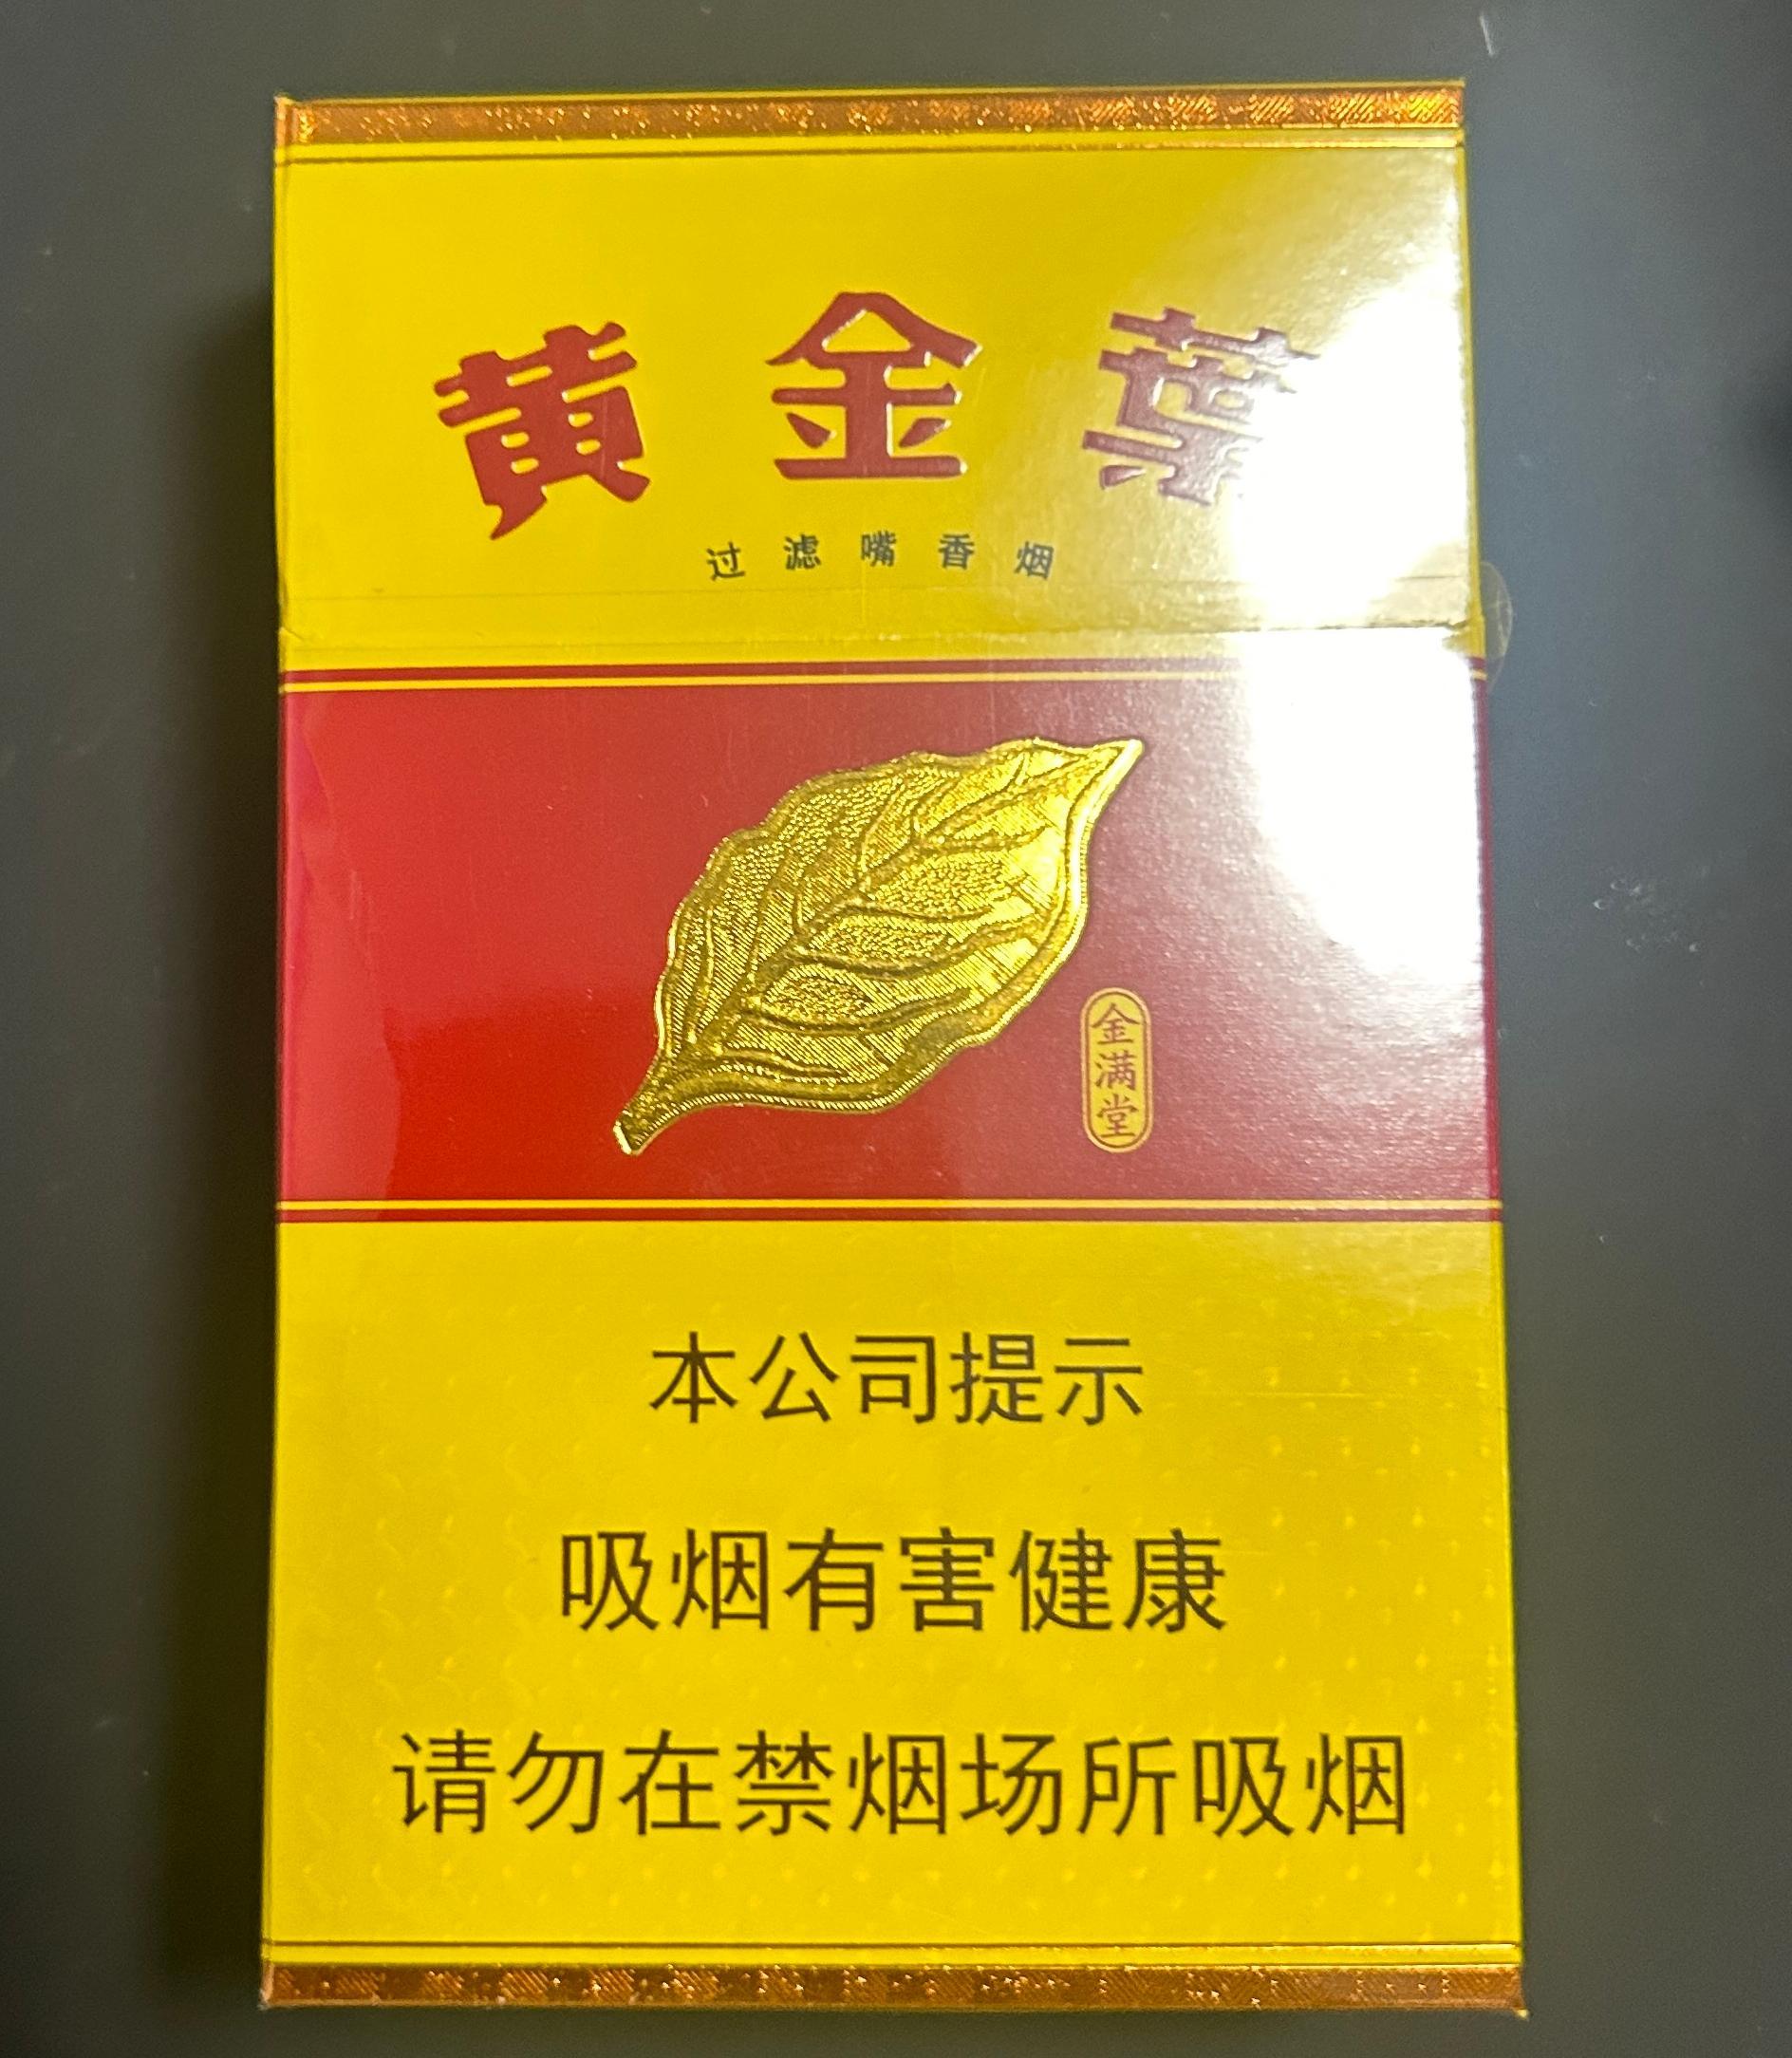 黄金葉
过滤嘴香烟
金满堂
本公司提示
吸烟有害健康
请勿在禁烟场所吸烟